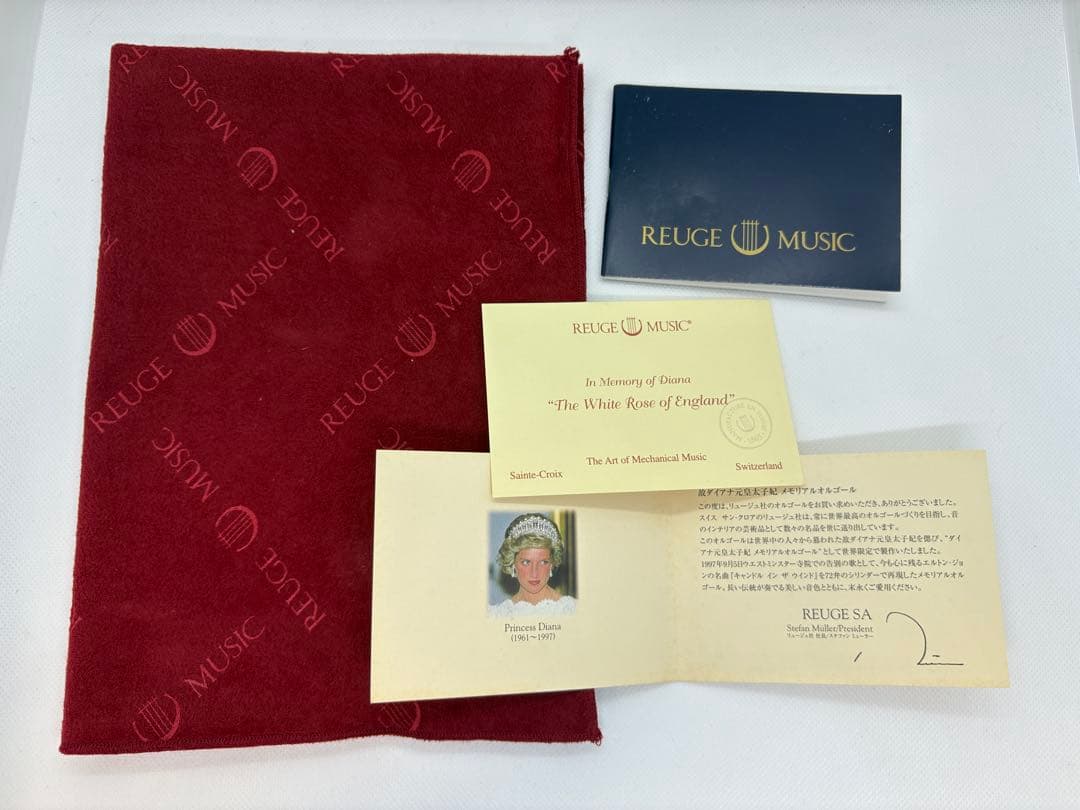 REUGE MUSIC
REUGE MUSIC
REUGE MUSIC
REUGE MUSIC
REUGE MUSIC
REUGE MUSIC
MUSIC
REUGE MUSIC
REUGE MUSIC®
In Memory of Diana
"The White Rose of England"
The Art of Mechanical Music
Sainte-Croix
Switzerland
Princess Diana
(1961〜1997)
故ダイアナ元皇太子妃 メモリアルオルゴール
この度は、リュージュ社のオルゴールをお買い求めいただき、ありがとうございました。
スイス サン・クロアのリュージュ社は、常に世界最高のオルゴールづくりを目指し、音
のインテリアの芸術品として数々の名品を世に送り出しています。
このオルゴールは世界中の人々から慕われた故ダイアナ元皇太子妃を偲び、"ダイ
アナ元皇太子妃 メモリアルオルゴール"として世界限定で製作いたしました。
1997年9月5日ウエストミンスター寺院での告別の歌として、今も心に残るエルトン・ジョ
ンの名曲「キャンドル イン ザ ウインド」を72弁のシリンダーで再現したメモリアルオル
ゴール。長い伝統が奏でる美しい音色とともに、末永くご愛用ください。
REUGE SA
Stefan Müller/President
リュージュ社 社長/ステファン ミューラー